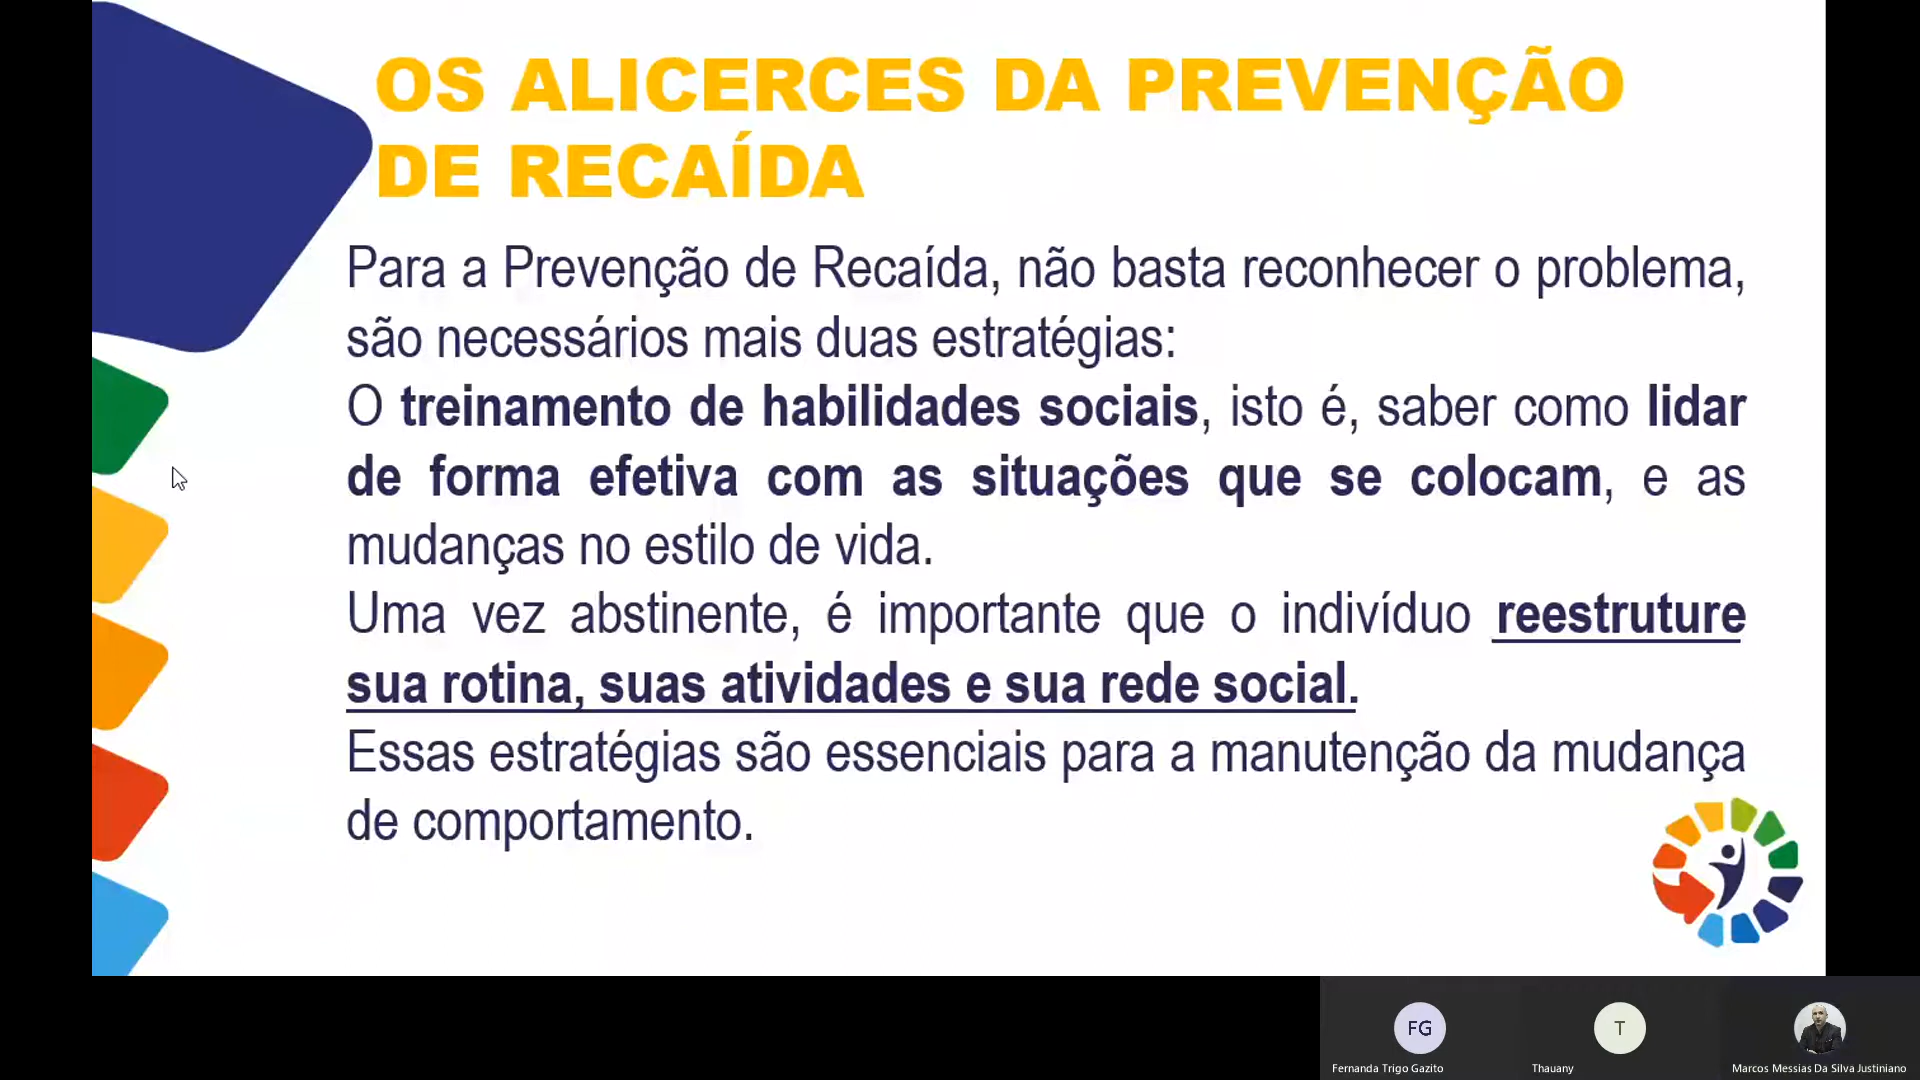 OS ALICERCES DA PREVENÇÃO
DE RECAÍDA
Para a Prevenção de Recaída, não basta reconhecer o problema,
são necessários mais duas estratégias:
O treinamento de habilidades sociais, isto é, saber como lidar
de forma efetiva com as situações que se colocam, e as
mudanças no estilo de vida.
Uma vez abstinente, é importante que o indivíduo reestruture
sua rotina, suas atividades e sua rede social.
Essas estratégias são essenciais para a manutenção da mudança
de comportamento.
FG
T
Fernanda Trigo Gazito
Thauany
Marcos Messias Da Silva Justiniano